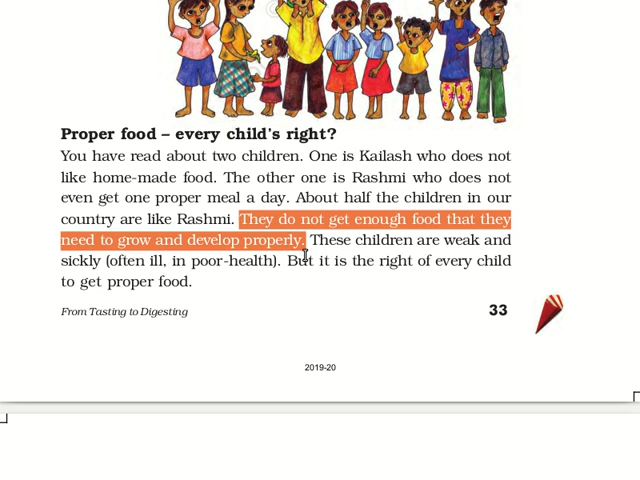 Proper food – every child's right?
You have read about two children. One is Kailash who does not
like home-made food. The other one is Rashmi who does not
even get one proper meal a day. About half the children in our
country are like Rashmi. They do not get enough food that they
need to grow and develop properly. These children are weak and
sickly (often ill, in poor-health). But it is the right of every child
to get proper food.
From Tasting to Digesting 33
2019-20